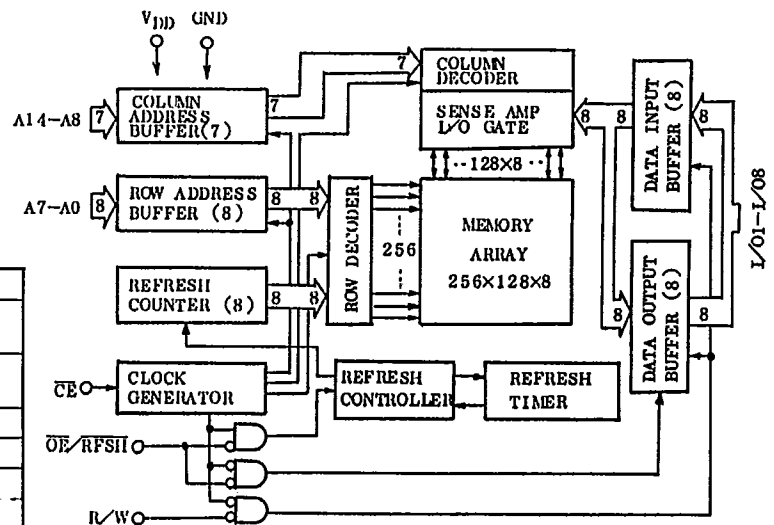 VDD GND
A14-A8
7
COLUMN
ADDRESS
BUFFER(7)
7
7
COLUMN
DECODER
SENSE AMP
I/O GATE
8
8
DATA INPUT
BUFFER (8)
8
I/O1-I/O8
A7-A0
8
ROW ADDRESS
BUFFER (8)
8
8
ROW DECODER
256
128×8
MEMORY
ARRAY
256×128×8
REFRESH
COUNTER (8)
8
8
8
DATA OUTPUT
BUFFER (8)
8
CE
CLOCK
GENERATOR
REFRESH
CONTROLLER
REFRESH
TIMER
OE/RFSH
R/W